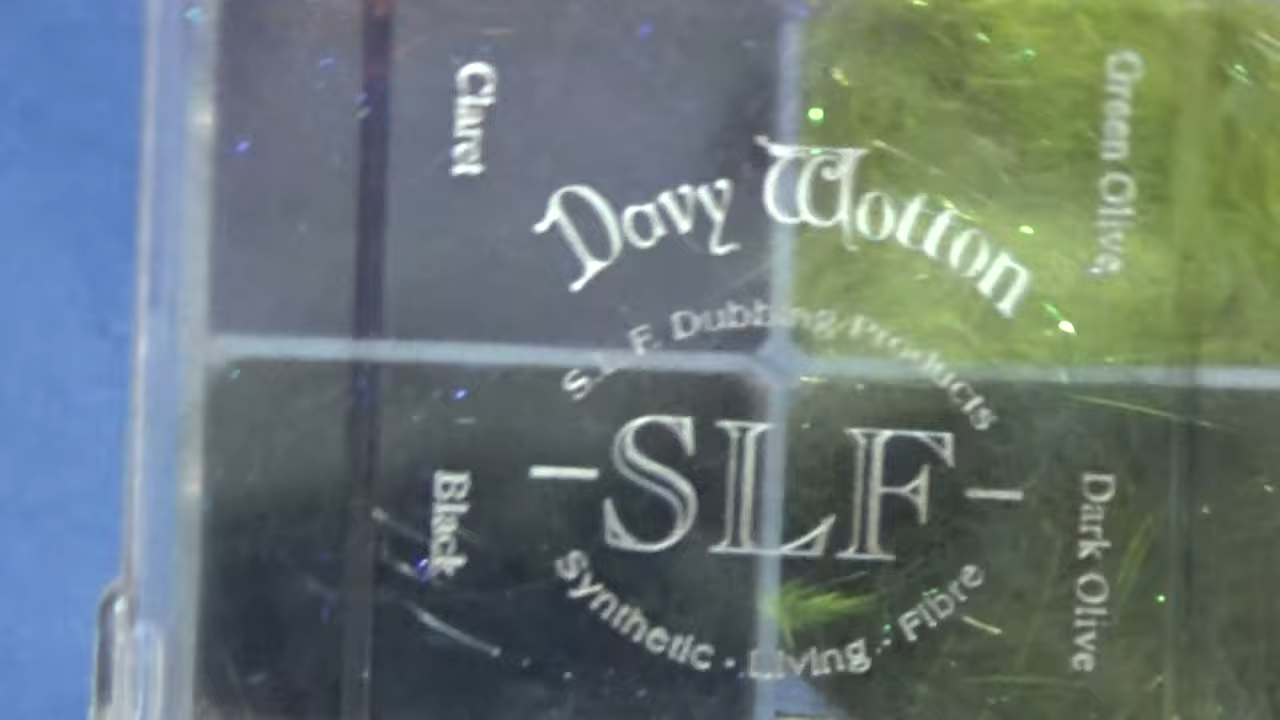 Claret
Green Olive
Davy Wotton
S.L.F. Dubbing Products
- SLF -
Synthetic · Living · Fibre
Black
Dark Olive